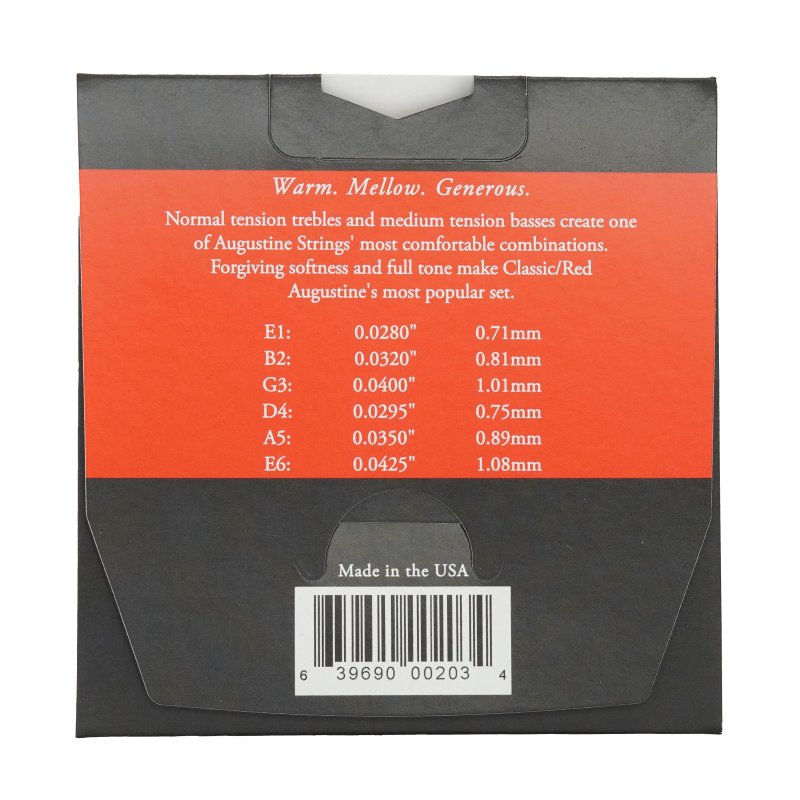 Warm. Mellow. Generous.
Normal tension trebles and medium tension basses create one
of Augustine Strings' most comfortable combinations.
Forgiving softness and full tone make Classic/Red
Augustine's most popular set.
E1: 0.0280" 0.71mm
B2: 0.0320" 0.81mm
G3: 0.0400" 1.01mm
D4: 0.0295" 0.75mm
A5: 0.0350" 0.89mm
E6: 0.0425" 1.08mm
Made in the USA
6 39690 00203 4